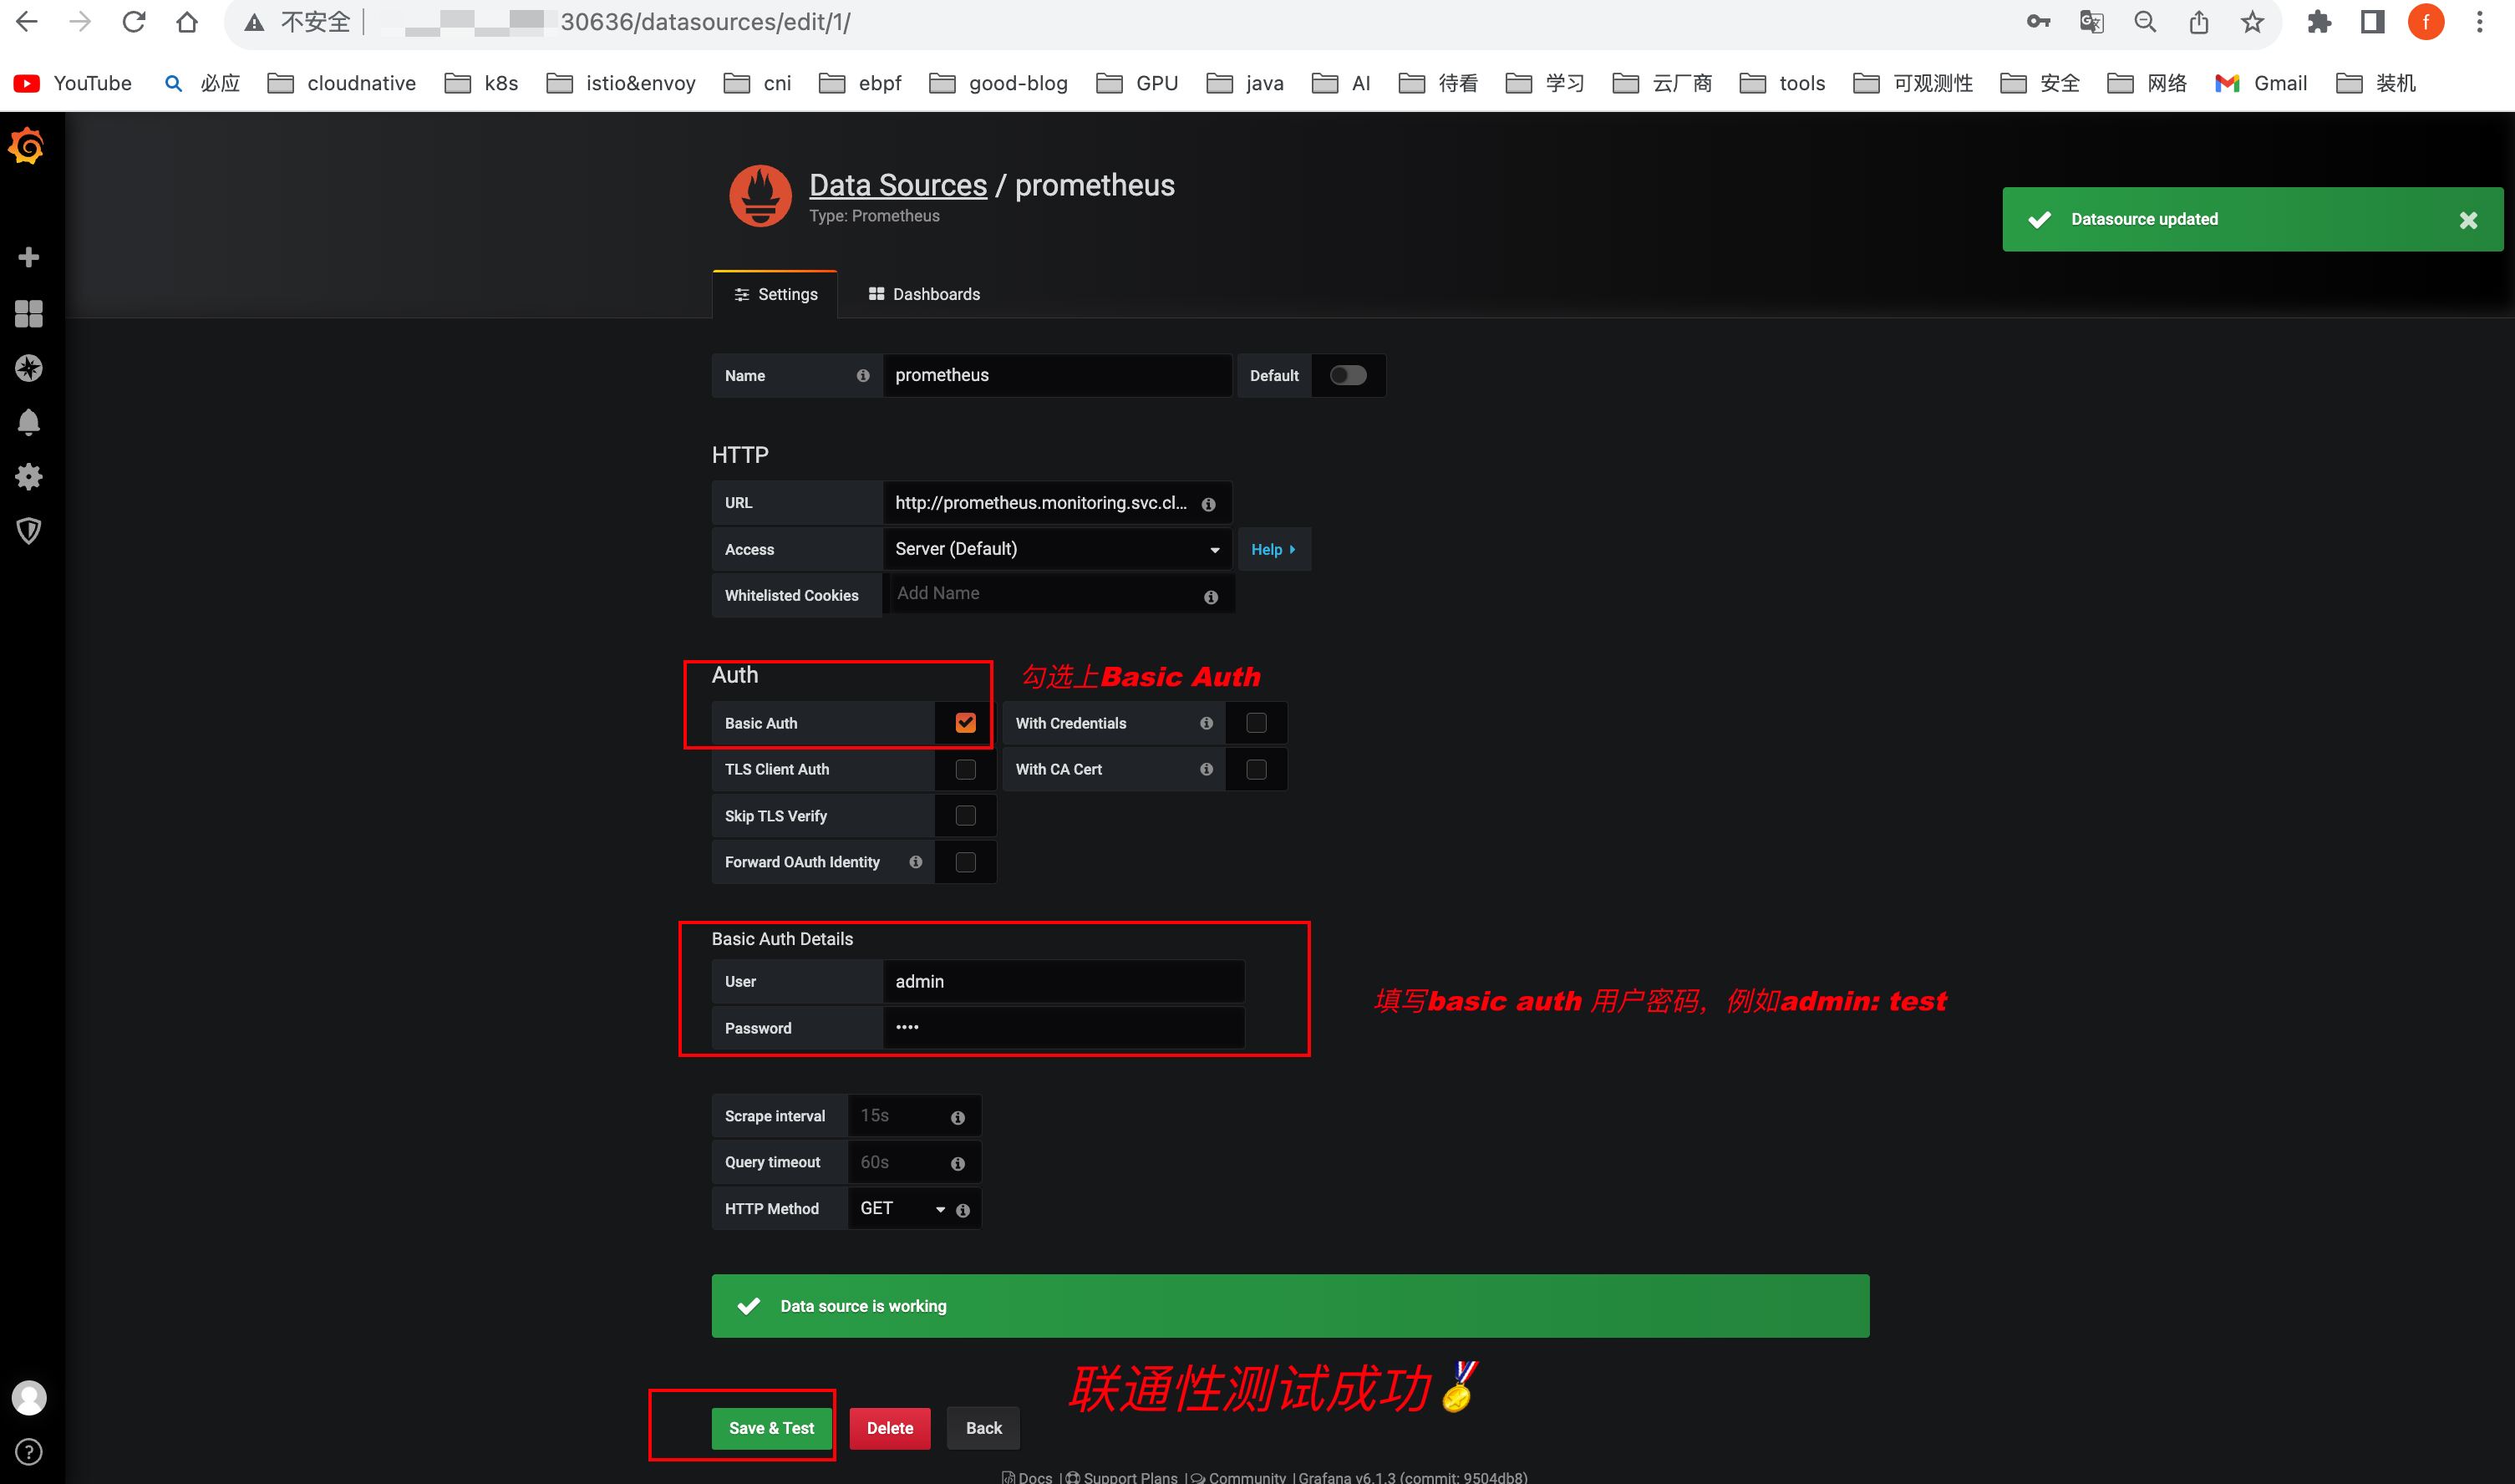 不安全 30636/datasources/edit/1/
YouTube 必应 cloudnative k8s istio&envoy cni ebpf good-blog GPU java AI 待看 学习 云厂商 tools 可观测性 安全 网络 Gmail 装机
f
Data Sources / prometheus
Type: Prometheus
Datasource updated
Settings Dashboards
Name prometheus Default
HTTP
URL http://prometheus.monitoring.svc.cl...
Access Server (Default) Help
Whitelisted Cookies Add Name
Auth 勾选上Basic Auth
Basic Auth With Credentials
TLS Client Auth With CA Cert
Skip TLS Verify
Forward OAuth Identity
Basic Auth Details
User admin
填写basic auth 用户密码，例如admin: test
Password ••••
Scrape interval 15s
Query timeout 60s
HTTP Method GET
Data source is working
联通性测试成功🏅
Save & Test Delete Back
Docs | Support Plans | Community | Grafana v6.1.3 (commit: 9504db8)